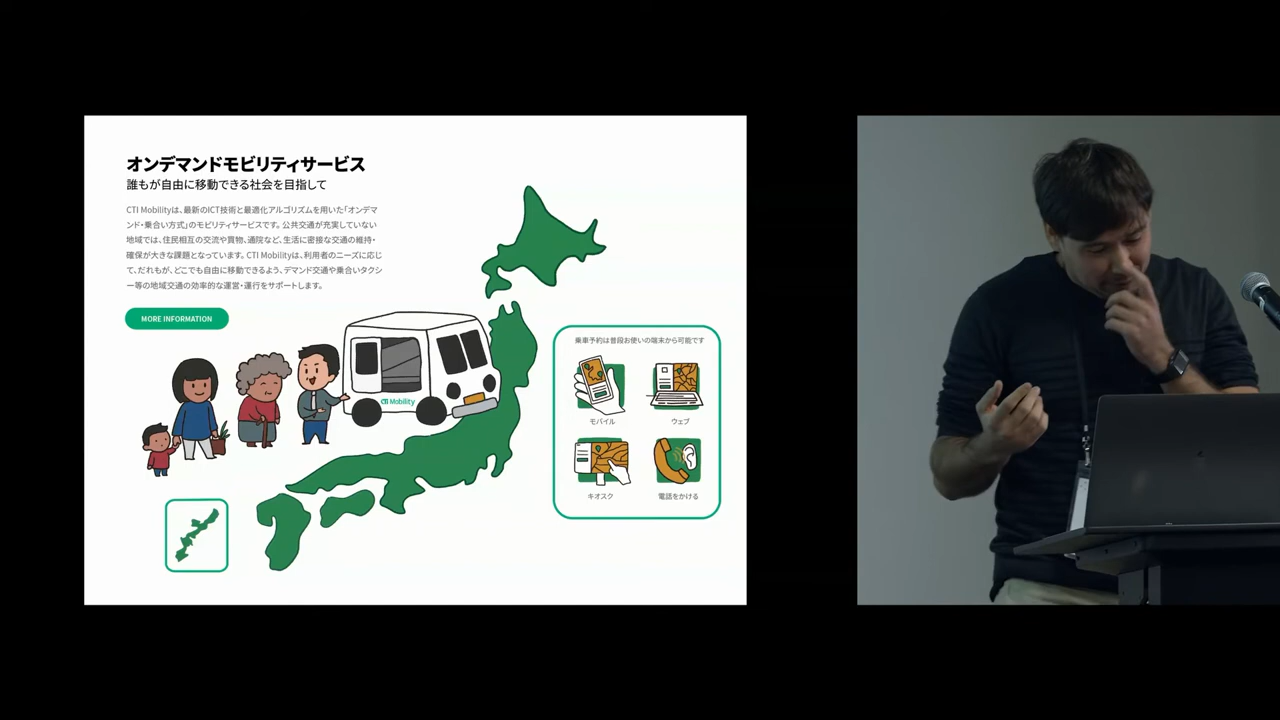 オンデマンドモビリティサービス
誰もが自由に移動できる社会を目指して
CTI Mobilityは、最新のICT技術と最適化アルゴリズムを用いた「オンデマ
ンド・乗合い方式」のモビリティサービスです。公共交通が充実していない
地域では、住民相互の交流や買物、通院など、生活に密接な交通の維持・
確保が大きな課題となっています。CTI Mobilityは、利用者のニーズに応じ
て、だれもが、どこでも自由に移動できるよう、デマンド交通や乗合いタクシ
ー等の地域交通の効率的な運営・運行をサポートします。
MORE INFORMATION
CTI Mobility
乗車予約は普段お使いの端末から可能です
モバイル
ウェブ
キオスク
電話をかける